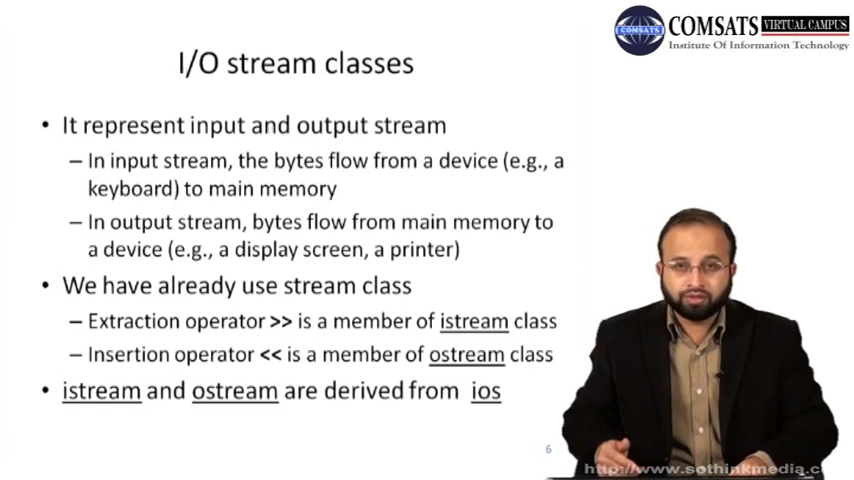 COMSATS VIRTUAL CAMPUS
COMSATS
Institute Of Information Technology
I/O stream classes
• It represent input and output stream
– In input stream, the bytes flow from a device (e.g., a
keyboard) to main memory
– In output stream, bytes flow from main memory to
a device (e.g., a display screen, a printer)
• We have already use stream class
– Extraction operator >> is a member of istream class
– Insertion operator << is a member of ostream class
• istream and ostream are derived from ios
6
http://www.sothinkmedia.c